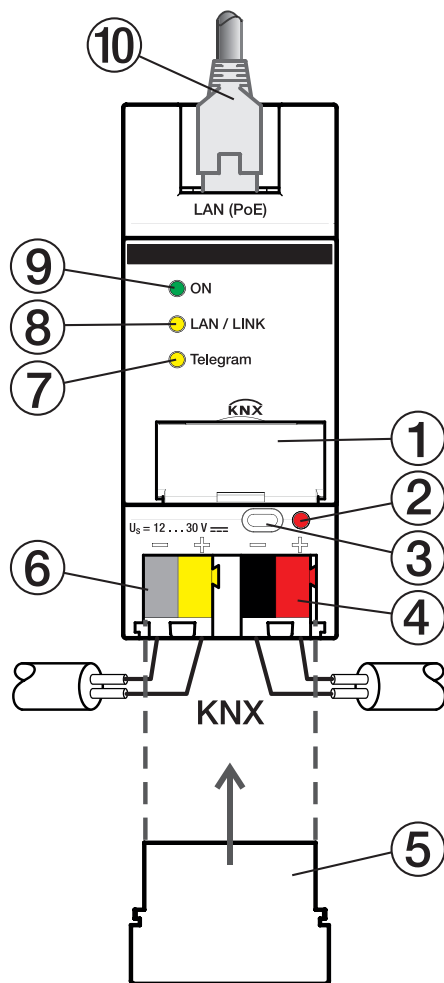 10
LAN (PoE)
9
ON
8
LAN / LINK
7
Telegram
KNX
1
2
Us = 12 ... 30 V
3
6
− + − +
4
KNX
5